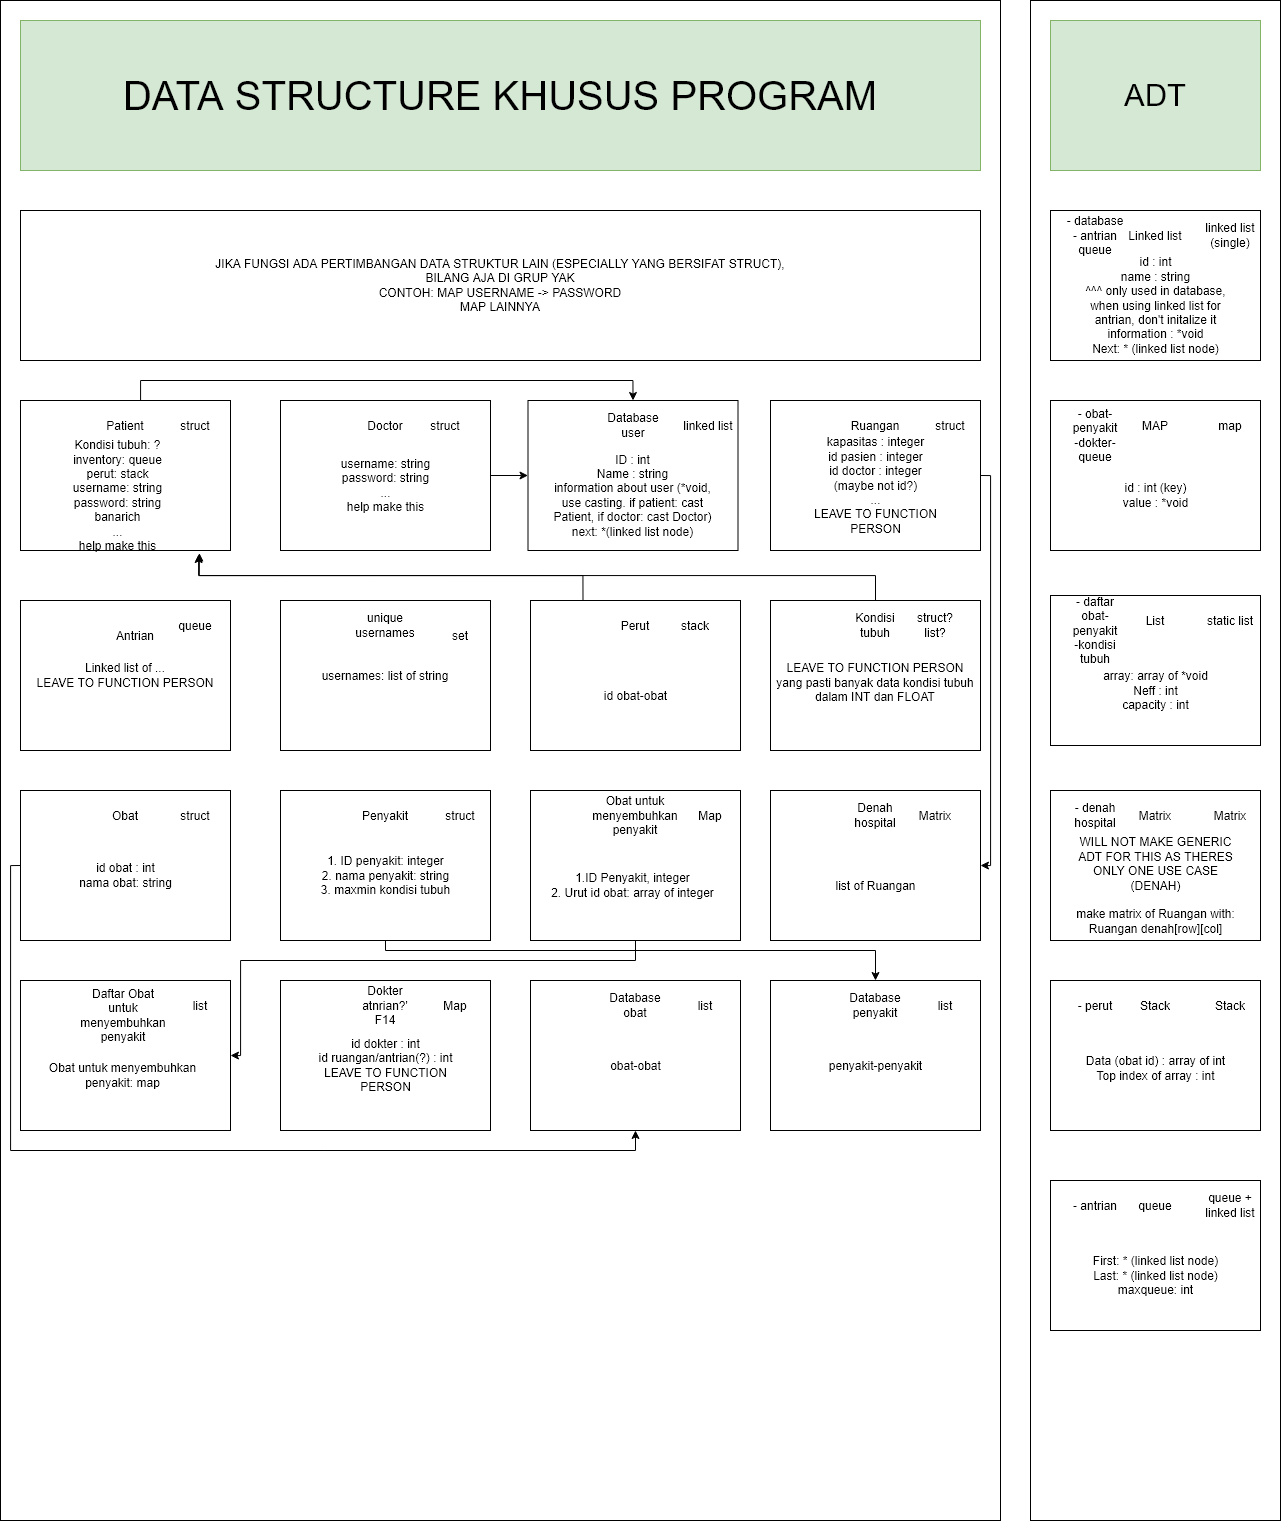 DATA STRUCTURE KHUSUS PROGRAM
ADT
JIKA FUNGSI ADA PERTIMBANGAN DATA STRUKTUR LAIN (ESPECIALLY YANG BERSIFAT STRUCT),
BILANG AJA DI GRUP YAK
CONTOH: MAP USERNAME -> PASSWORD
MAP LAINNYA
Patient
struct
Kondisi tubuh: ?
inventory: queue
perut: stack
username: string
password: string
banarich
...
help make this
Doctor
struct
username: string
password: string
...
help make this
Database
user
linked list
ID : int
Name : string
information about user (*void,
use casting. if patient: cast
Patient, if doctor: cast Doctor)
next: *(linked list node)
Ruangan
struct
kapasitas : integer
id pasien : integer
id doctor : integer
(maybe not id?)
...
LEAVE TO FUNCTION
PERSON
Antrian
queue
Linked list of ...
LEAVE TO FUNCTION PERSON
unique
usernames
set
usernames: list of string
Perut
stack
id obat-obat
Kondisi
tubuh
struct?
list?
LEAVE TO FUNCTION PERSON
yang pasti banyak data kondisi tubuh
dalam INT dan FLOAT
Obat
struct
id obat : int
nama obat: string
Penyakit
struct
1. ID penyakit: integer
2. nama penyakit: string
3. maxmin kondisi tubuh
Obat untuk
menyembuhkan
penyakit
Map
1.ID Penyakit, integer
2. Urut id obat: array of integer
Denah
hospital
Matrix
list of Ruangan
Daftar Obat
untuk
menyembuhkan
penyakit
list
Obat untuk menyembuhkan
penyakit: map
Dokter
atnrian?'
F14
Map
id dokter : int
id ruangan/antrian(?) : int
LEAVE TO FUNCTION
PERSON
Database
obat
list
obat-obat
Database
penyakit
list
penyakit-penyakit
- database
- antrian
queue
Linked list
linked list
(single)
id : int
name : string
^^^ only used in database,
when using linked list for
antrian, don't initalize it
information : *void
Next: * (linked list node)
- obat-
penyakit
-dokter-
queue
MAP
map
id : int (key)
value : *void
- daftar
obat-
penyakit
-kondisi
tubuh
List
static list
array: array of *void
Neff : int
capacity : int
- denah
hospital
Matrix
Matrix
WILL NOT MAKE GENERIC
ADT FOR THIS AS THERES
ONLY ONE USE CASE
(DENAH)
make matrix of Ruangan with:
Ruangan denah[row][col]
- perut
Stack
Stack
Data (obat id) : array of int
Top index of array : int
- antrian
queue
queue +
linked list
First: * (linked list node)
Last: * (linked list node)
maxqueue: int